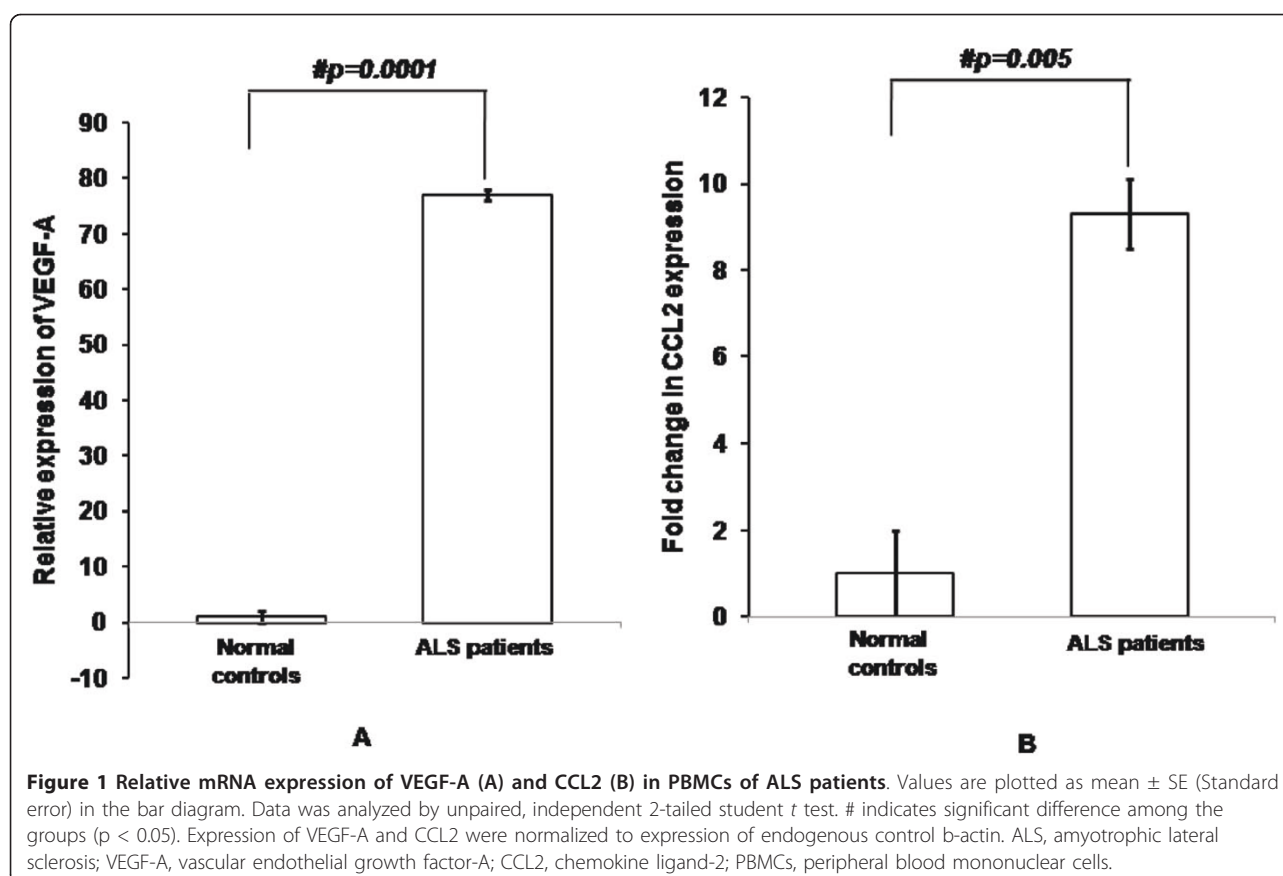 #p=0.0001
90
80
70
60
50
40
30
20
10
0
-10
Relative expression of VEGF-A
Normal
controls
ALS patients
A
#p=0.005
12
10
8
6
4
2
0
Fold change in CCL2 expression
Normal
controls
ALS patients
B
Figure 1 Relative mRNA expression of VEGF-A (A) and CCL2 (B) in PBMCs of ALS patients. Values are plotted as mean ± SE (Standard
error) in the bar diagram. Data was analyzed by unpaired, independent 2-tailed student t test. # indicates significant difference among the
groups (p < 0.05). Expression of VEGF-A and CCL2 were normalized to expression of endogenous control b-actin. ALS, amyotrophic lateral
sclerosis; VEGF-A, vascular endothelial growth factor-A; CCL2, chemokine ligand-2; PBMCs, peripheral blood mononuclear cells.